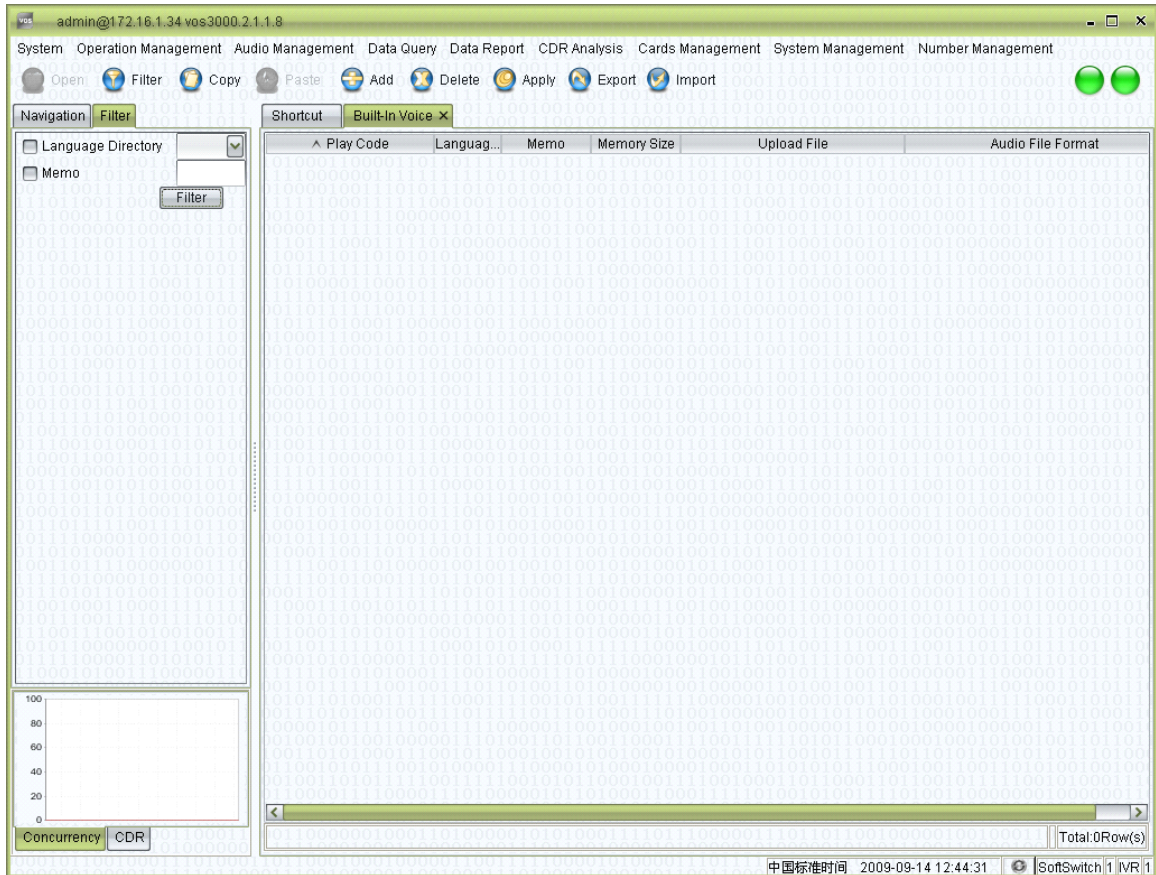 vos admin@172.16.1.34 vos3000.2.1.1.8
System Operation Management Audio Management Data Query Data Report CDR Analysis Cards Management System Management Number Management
Open Filter Copy Paste Add Delete Apply Export Import
Navigation Filter Shortcut Built-In Voice
Language Directory
Memo
Filter
Play Code Languag... Memo Memory Size Upload File Audio File Format
100
80
60
40
20
0
Concurrency CDR
Total:0Row(s)
中国标准时间 2009-09-14 12:44:31 SoftSwitch 1 IVR 1